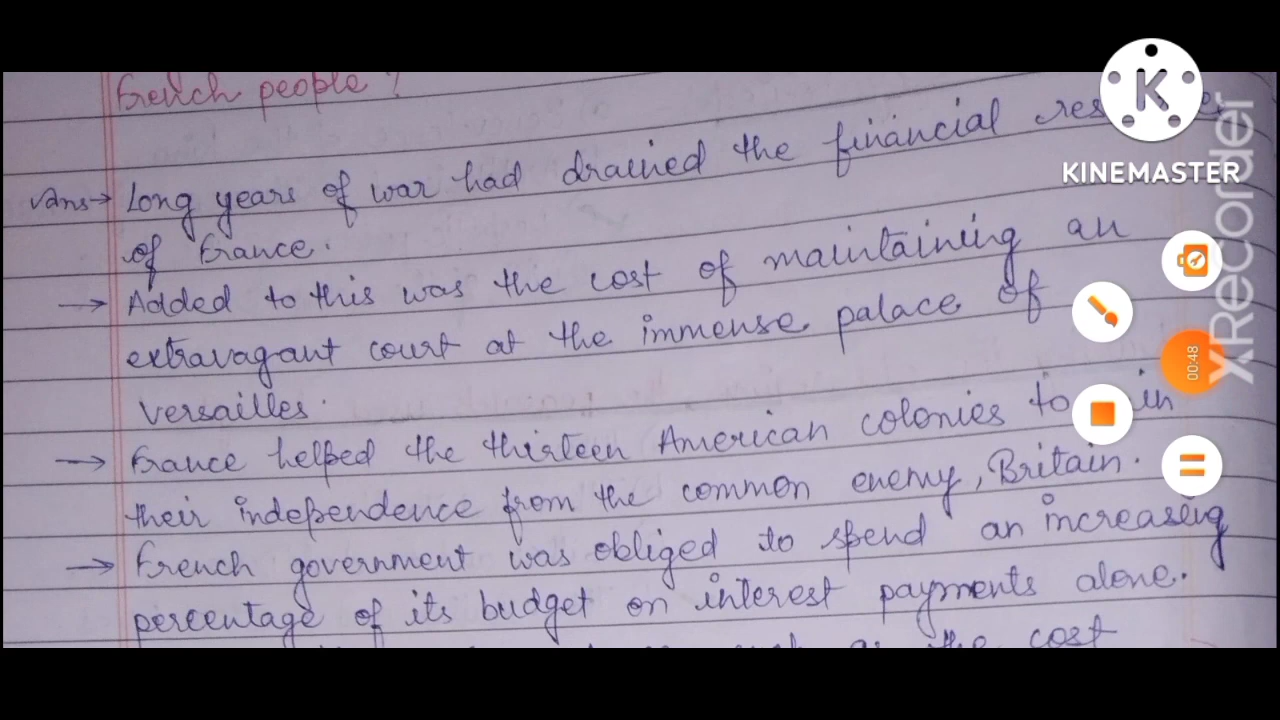 French people?
Ans→ Long years of war had drained the financial
of France.
→ Added to this was the cost of maintaining an
extravagant court at the immense palace of
Versailles.
→ France helped the thirteen American colonies to
their independence from the common enemy, Britain.
→ French government was obliged to spend an increasing
percentage of its budget on interest payments alone.
as the cost
KINEMASTER
XRecorder
00:48